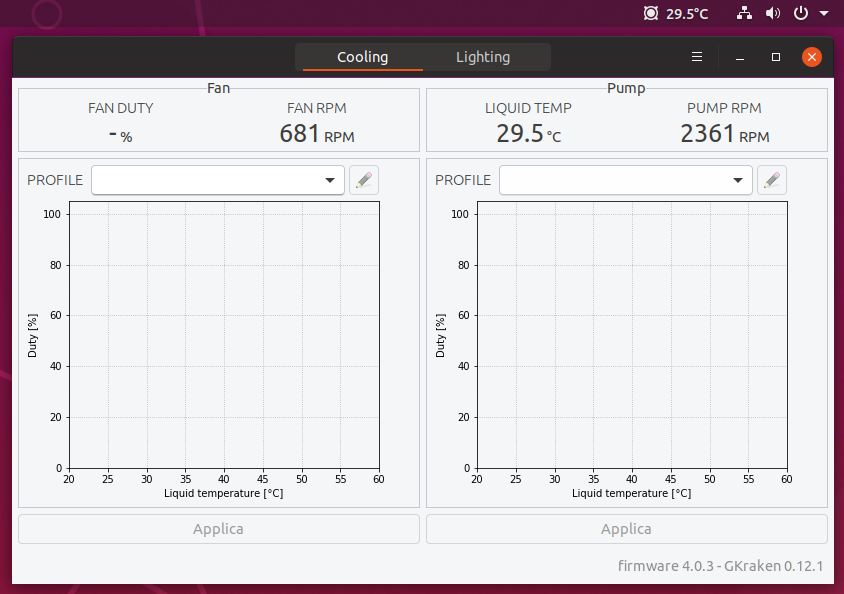 29.5°C
Cooling Lighting
Fan
FAN DUTY FAN RPM
- % 681 RPM
PROFILE
100
80
60
40
20
0
Duty [%]
20 25 30 35 40 45 50 55 60
Liquid temperature [°C]
Applica
Pump
LIQUID TEMP PUMP RPM
29.5 °C 2361 RPM
PROFILE
100
80
60
40
20
0
Duty [%]
20 25 30 35 40 45 50 55 60
Liquid temperature [°C]
Applica
firmware 4.0.3 - GKraken 0.12.1